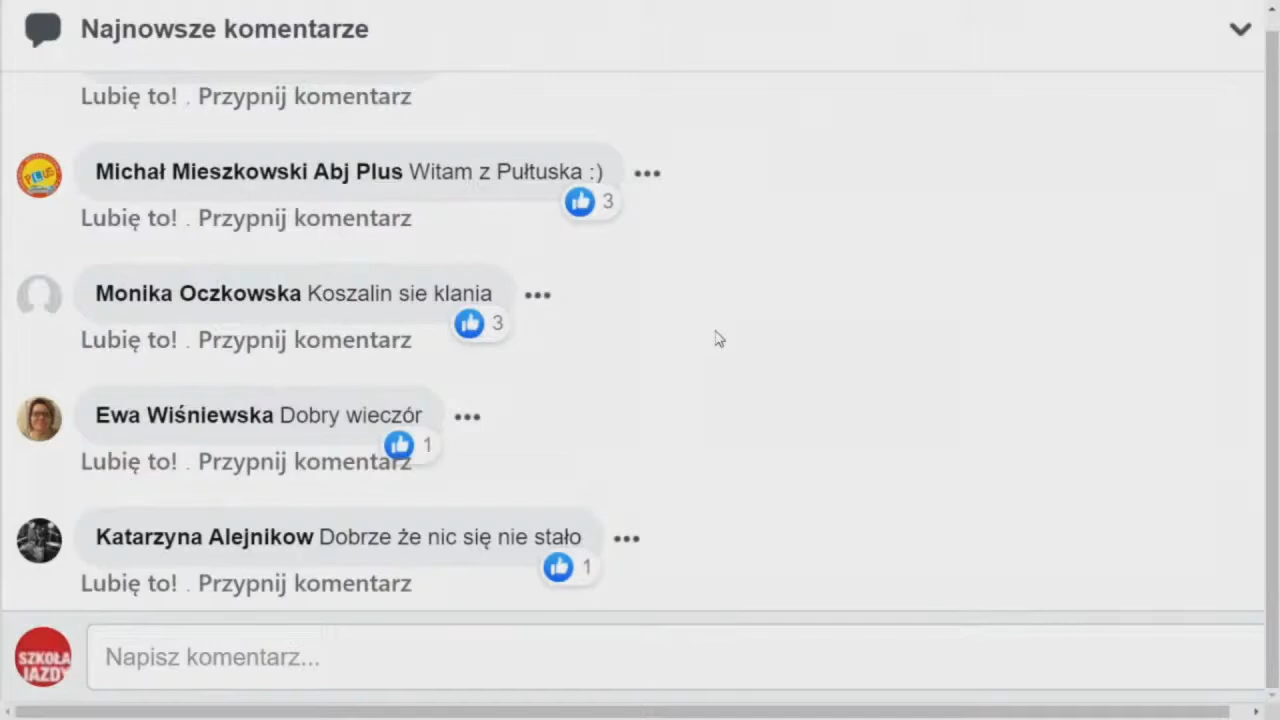 Najnowsze komentarze
Lubię to! . Przypnij komentarz
PLUS
Michał Mieszkowski Abj Plus Witam z Pułtuska :)
3
Lubię to! . Przypnij komentarz
Monika Oczkowska Koszalin sie klania
3
Lubię to! . Przypnij komentarz
Ewa Wiśniewska Dobry wieczór
1
Lubię to! . Przypnij komentarz
Katarzyna Alejnikow Dobrze że nic się nie stało
1
Lubię to! . Przypnij komentarz
SZKOŁA
JAZDY
Napisz komentarz...